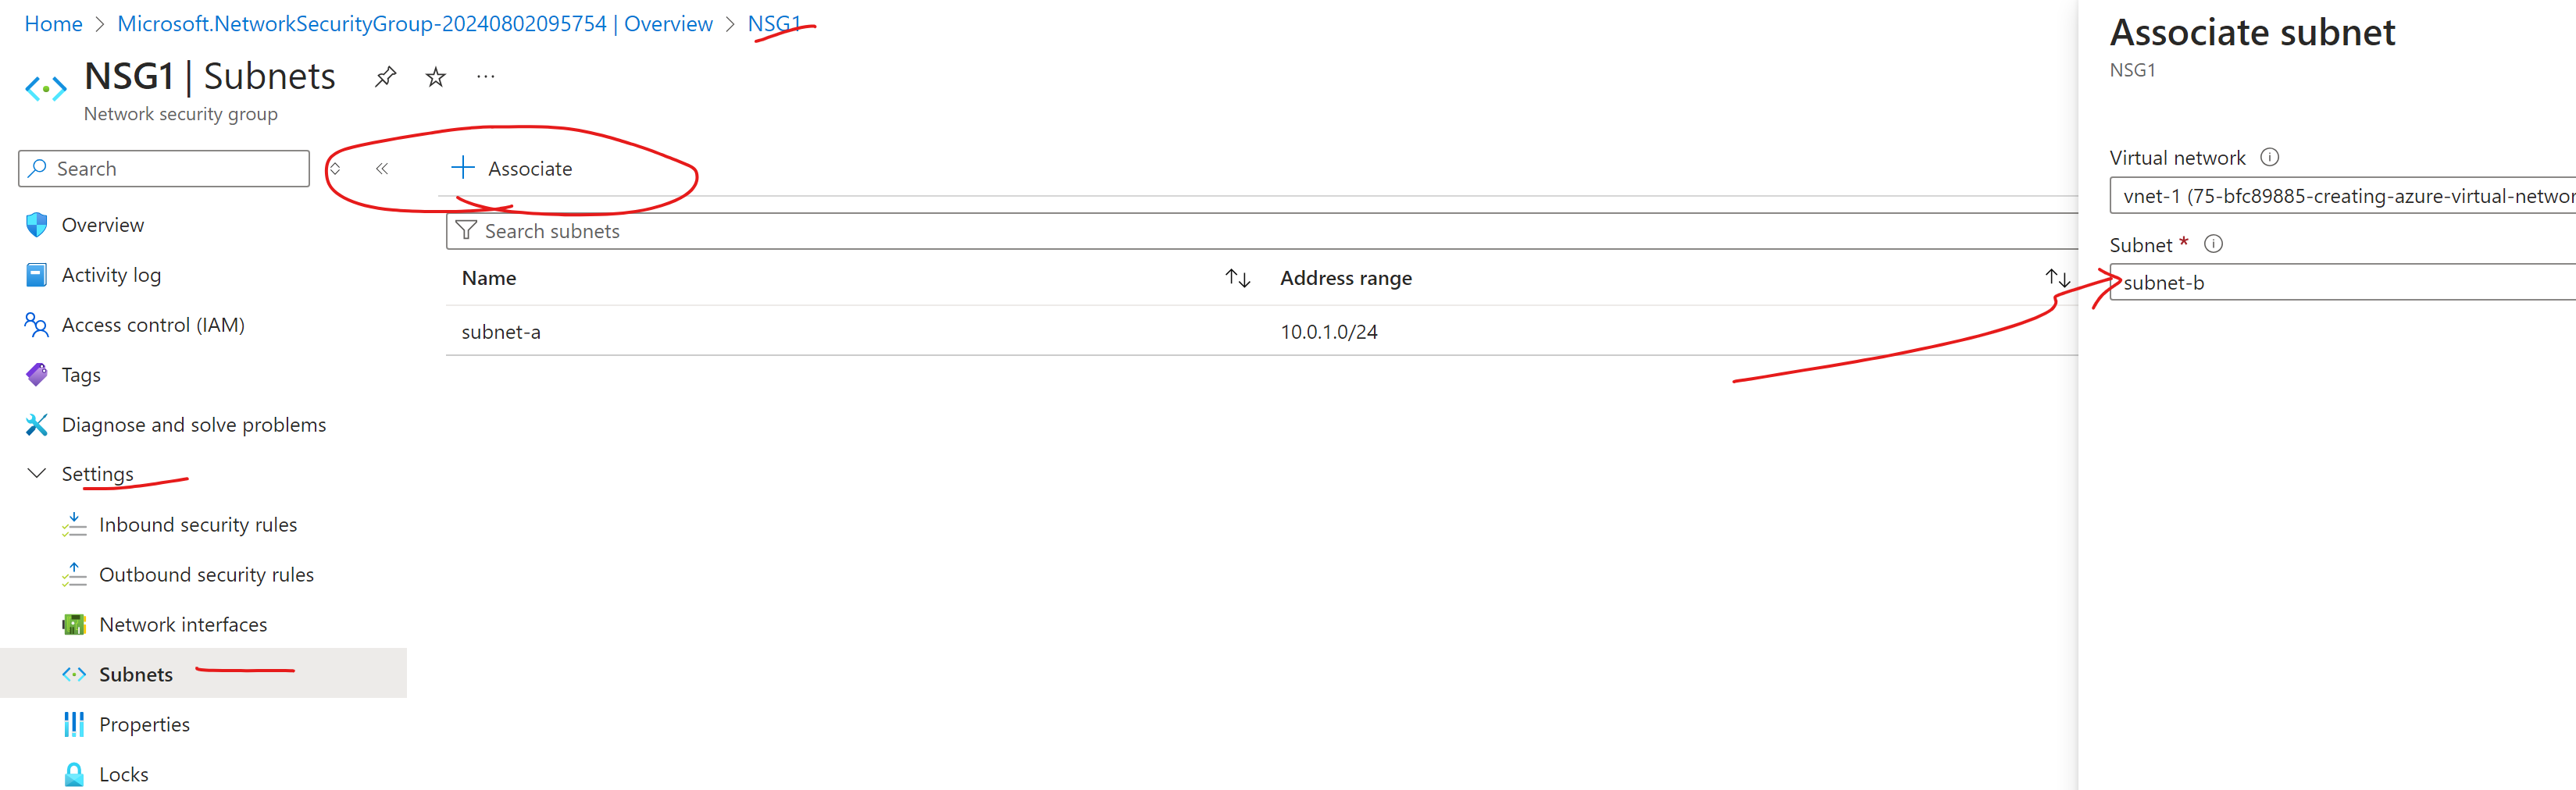 Home > Microsoft.NetworkSecurityGroup-20240802095754 | Overview > NSG1
NSG1 | Subnets
Network security group
Search
Overview
Activity log
Access control (IAM)
Tags
Diagnose and solve problems
Settings
Inbound security rules
Outbound security rules
Network interfaces
Subnets
Properties
Locks
Associate
Search subnets
Name Address range
subnet-a 10.0.1.0/24
Associate subnet
NSG1
Virtual network
vnet-1 (75-bfc89885-creating-azure-virtual-networ
Subnet *
subnet-b